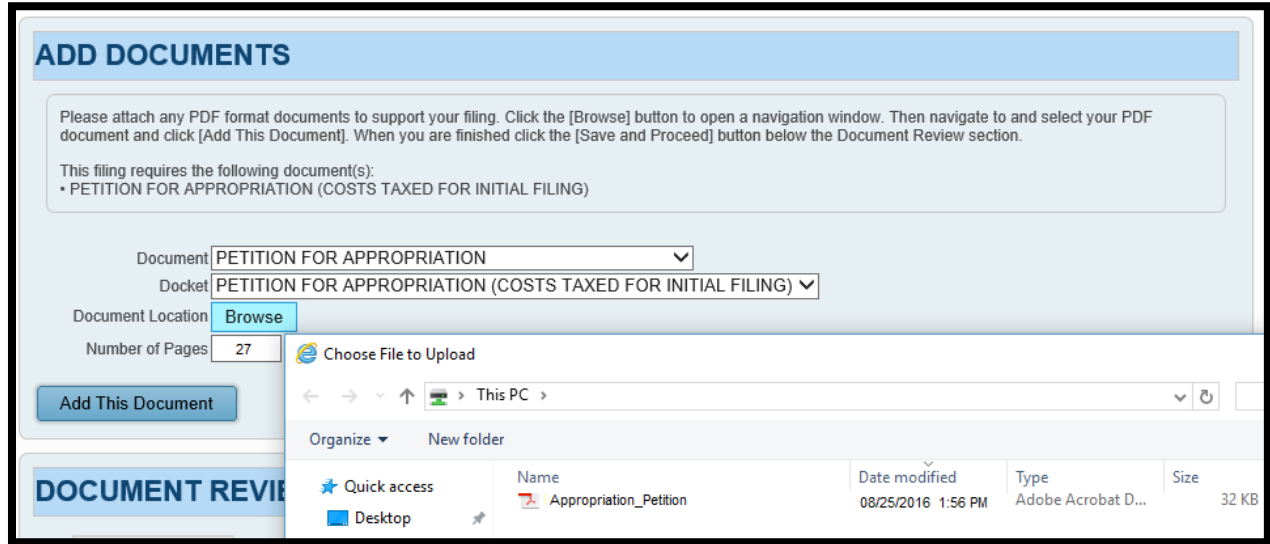 ADD DOCUMENTS
Please attach any PDF format documents to support your filing. Click the [Browse] button to open a navigation window. Then navigate to and select your PDF
document and click [Add This Document]. When you are finished click the [Save and Proceed] button below the Document Review section.
This filing requires the following document(s):
• PETITION FOR APPROPRIATION (COSTS TAXED FOR INITIAL FILING)
Document PETITION FOR APPROPRIATION
Docket PETITION FOR APPROPRIATION (COSTS TAXED FOR INITIAL FILING)
Document Location Browse
Number of Pages 27
Choose File to Upload
This PC
Add This Document
Organize New folder
Name Date modified Type Size
Quick access
Appropriation_Petition 08/25/2016 1:56 PM Adobe Acrobat D... 32 KB
DOCUMENT REVIE
Desktop